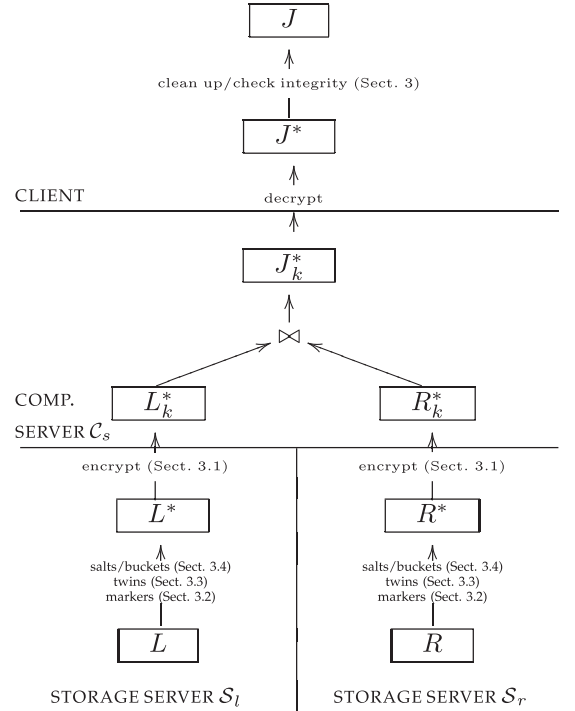 J
clean up/check integrity (Sect. 3)
J*
CLIENT
decrypt
J*k
⋈
COMP.
L*k
R*k
SERVER Cs
encrypt (Sect. 3.1)
encrypt (Sect. 3.1)
L*
R*
salts/buckets (Sect. 3.4)
twins (Sect. 3.3)
markers (Sect. 3.2)
salts/buckets (Sect. 3.4)
twins (Sect. 3.3)
markers (Sect. 3.2)
L
R
STORAGE SERVER Sl
STORAGE SERVER Sr